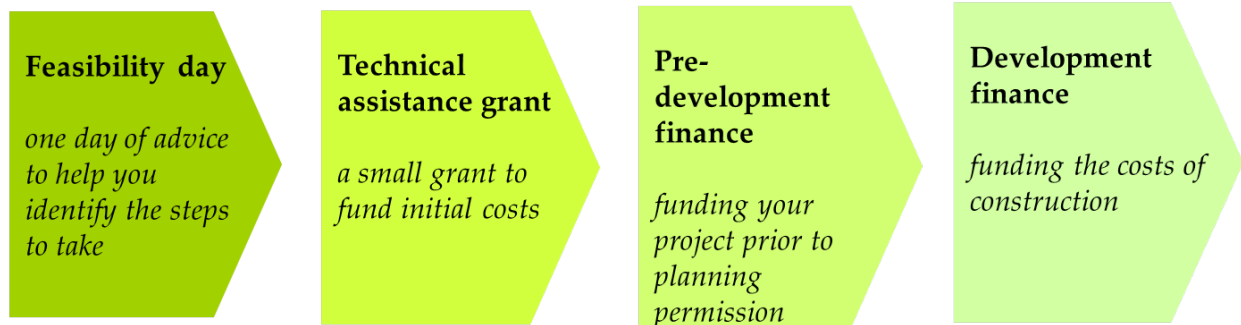 Feasibility day
one day of advice
to help you
identify the steps
to take
Technical
assistance grant
a small grant to
fund initial costs
Pre-
development
finance
funding your
project prior to
planning
permission
Development
finance
funding the costs of
construction